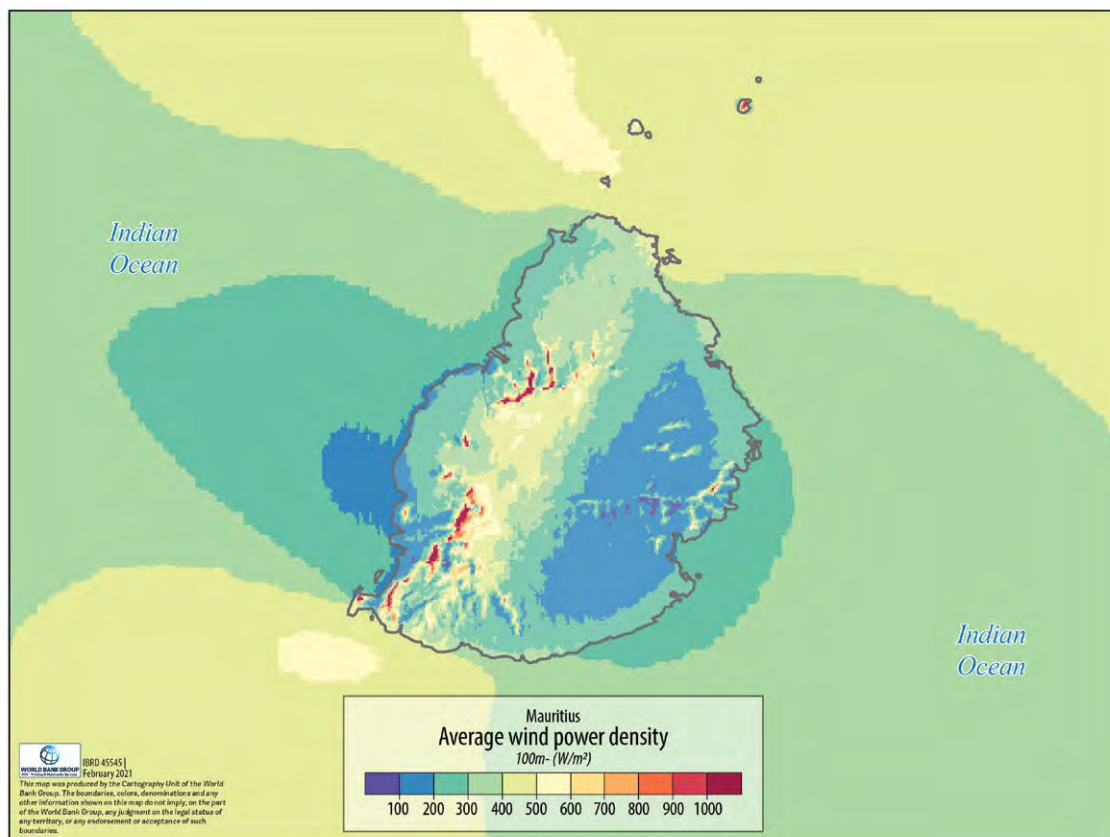 Indian
Ocean
Indian
Ocean
Mauritius
Average wind power density
100m- (W/m²)
100 200 300 400 500 600 700 800 900 1000
WORLD BANK GROUP
IBRD 45545 |
February 2021
This map was produced by the Cartography Unit of the World
Bank Group. The boundaries, colors, denominations and any
other information shown on this map do not imply, on the part
of the World Bank Group, any judgment on the legal status of
any territory, or any endorsement or acceptance of such
boundaries.